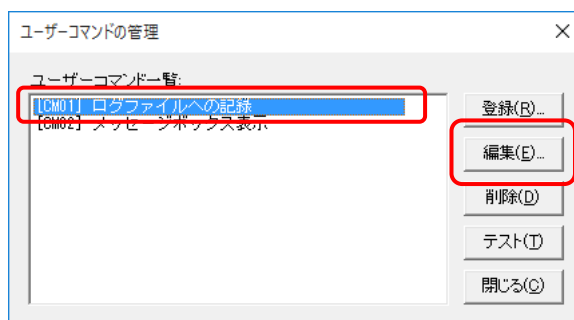 ユーザーコマンドの管理
ユーザーコマンド一覧:
[CM01] ログファイルへの記録
[CM02] メッセージボックス表示
登録(R)...
編集(E)...
削除(D)
テスト(T)
閉じる(C)